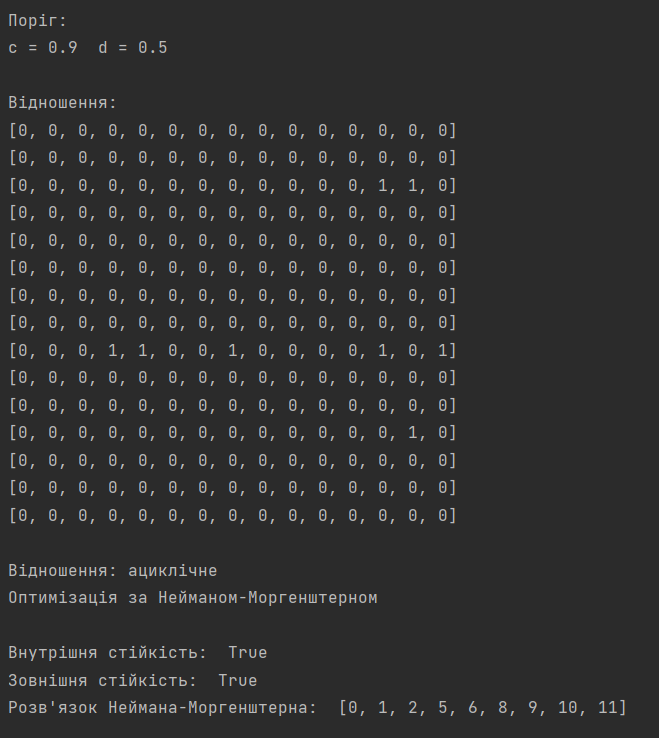 Поріг:
c = 0.9  d = 0.5
Відношення:
[0, 0, 0, 0, 0, 0, 0, 0, 0, 0, 0, 0, 0, 0, 0]
[0, 0, 0, 0, 0, 0, 0, 0, 0, 0, 0, 0, 0, 0, 0]
[0, 0, 0, 0, 0, 0, 0, 0, 0, 0, 0, 0, 1, 1, 0]
[0, 0, 0, 0, 0, 0, 0, 0, 0, 0, 0, 0, 0, 0, 0]
[0, 0, 0, 0, 0, 0, 0, 0, 0, 0, 0, 0, 0, 0, 0]
[0, 0, 0, 0, 0, 0, 0, 0, 0, 0, 0, 0, 0, 0, 0]
[0, 0, 0, 0, 0, 0, 0, 0, 0, 0, 0, 0, 0, 0, 0]
[0, 0, 0, 0, 0, 0, 0, 0, 0, 0, 0, 0, 0, 0, 0]
[0, 0, 0, 1, 1, 0, 0, 1, 0, 0, 0, 0, 1, 0, 1]
[0, 0, 0, 0, 0, 0, 0, 0, 0, 0, 0, 0, 0, 0, 0]
[0, 0, 0, 0, 0, 0, 0, 0, 0, 0, 0, 0, 0, 0, 0]
[0, 0, 0, 0, 0, 0, 0, 0, 0, 0, 0, 0, 0, 1, 0]
[0, 0, 0, 0, 0, 0, 0, 0, 0, 0, 0, 0, 0, 0, 0]
[0, 0, 0, 0, 0, 0, 0, 0, 0, 0, 0, 0, 0, 0, 0]
[0, 0, 0, 0, 0, 0, 0, 0, 0, 0, 0, 0, 0, 0, 0]
Відношення: ациклічне
Оптимізація за Нейманом-Моргенштерном
Внутрішня стійкість:  True
Зовнішня стійкість:  True
Розв'язок Неймана-Моргенштерна:  [0, 1, 2, 5, 6, 8, 9, 10, 11]